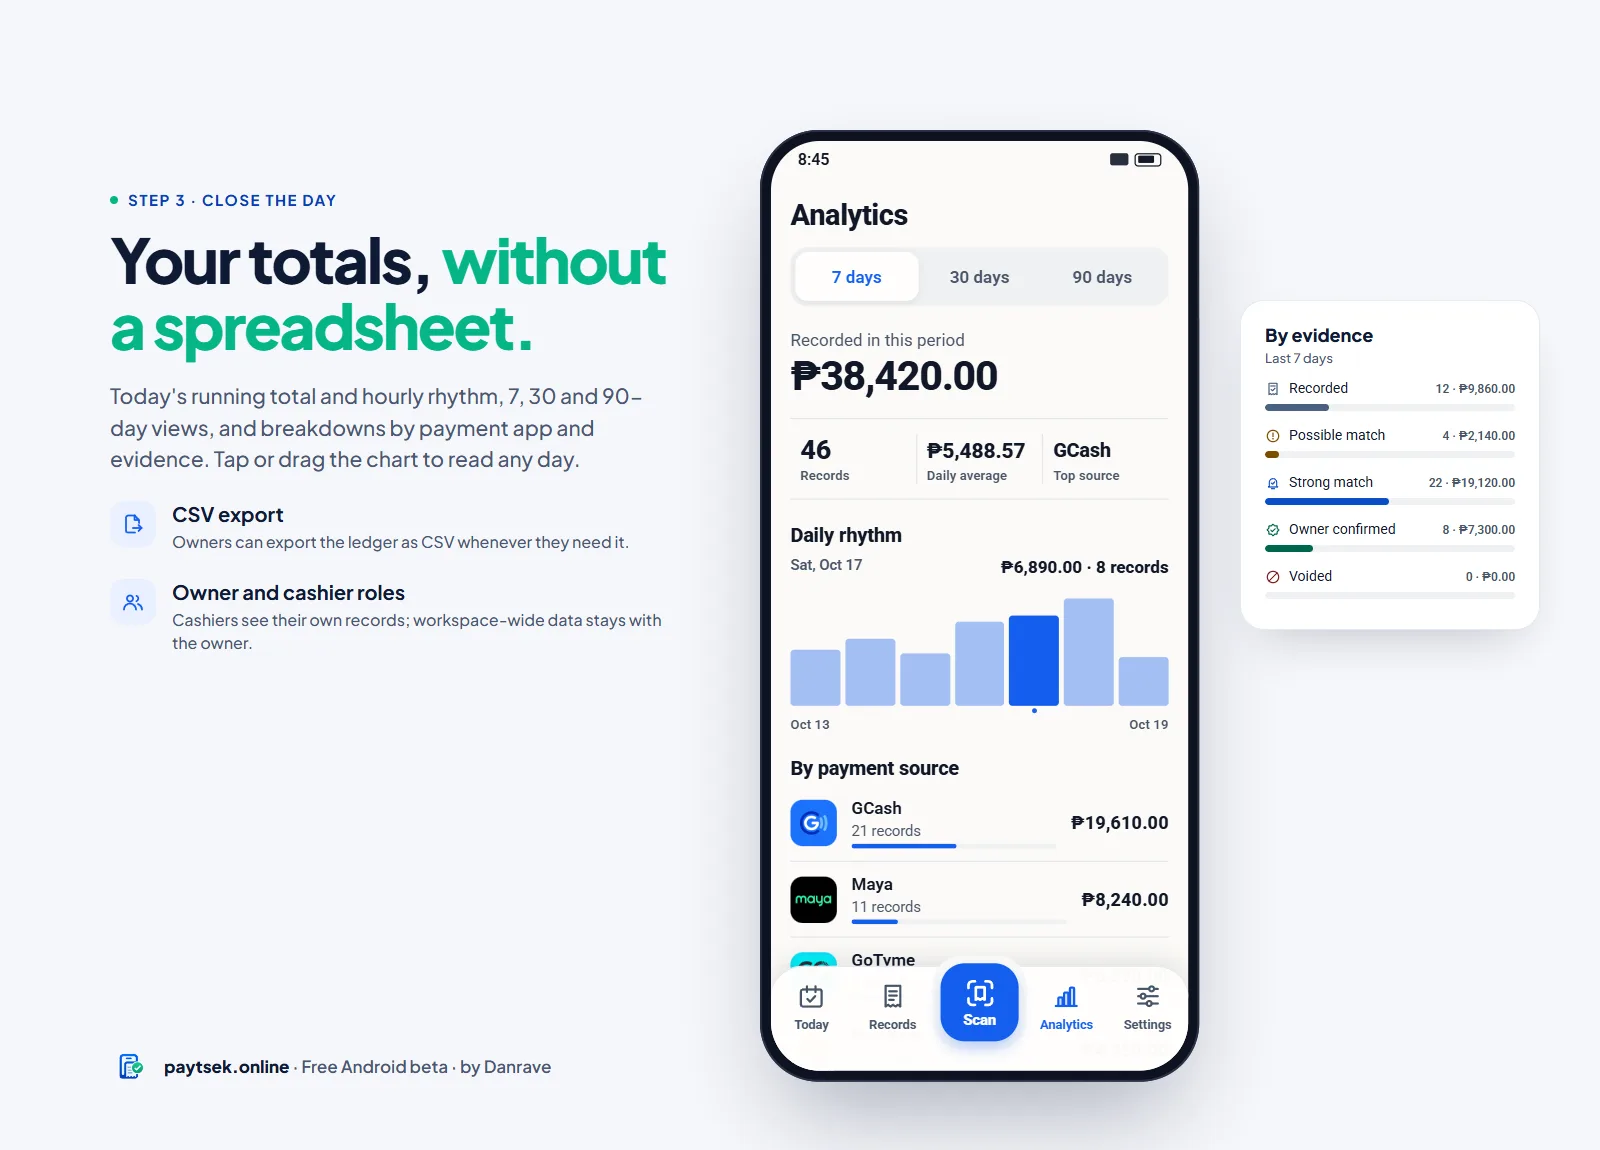 STEP 3 · CLOSE THE DAY
Your totals, without
a spreadsheet.
Today's running total and hourly rhythm, 7, 30 and 90-
day views, and breakdowns by payment app and
evidence. Tap or drag the chart to read any day.
CSV export
Owners can export the ledger as CSV whenever they need it.
Owner and cashier roles
Cashiers see their own records; workspace-wide data stays with
the owner.
paytsek.online · Free Android beta · by Danrave
8:45
Analytics
7 days 30 days 90 days
Recorded in this period
₱38,420.00
46 ₱5,488.57 GCash
Records Daily average Top source
Daily rhythm
Sat, Oct 17 ₱6,890.00 · 8 records
Oct 13 Oct 19
By payment source
GCash
21 records
₱19,610.00
maya
Maya
11 records
₱8,240.00
GoTyme
Today Records Scan Analytics Settings
By evidence
Last 7 days
Recorded 12 · ₱9,860.00
Possible match 4 · ₱2,140.00
Strong match 22 · ₱19,120.00
Owner confirmed 8 · ₱7,300.00
Voided 0 · ₱0.00